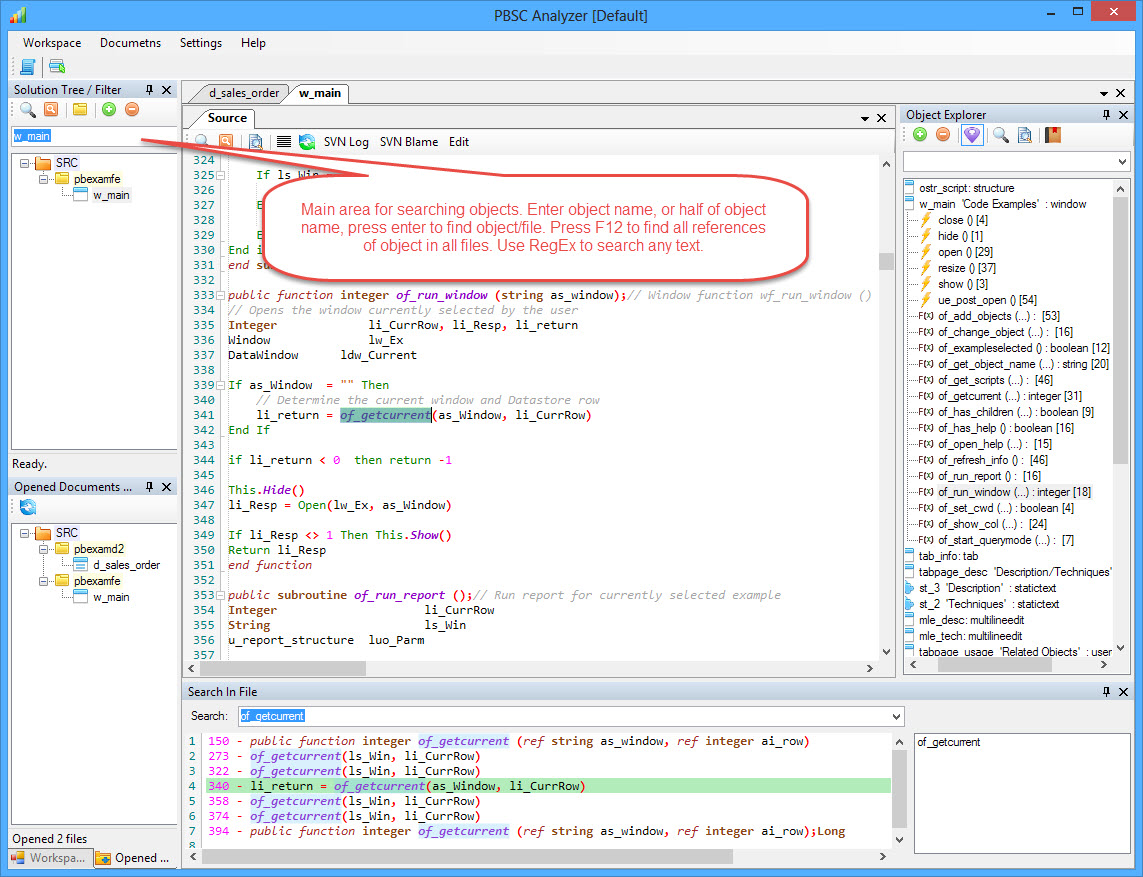 PBSC Analyzer [Default]
Workspace Documetns Settings Help
Solution Tree / Filter
w_main
SRC
pbexamfe
w_main
Ready.
Opened Documents ...
SRC
pbexamd2
d_sales_order
pbexamfe
w_main
Opened 2 files
Workspa... Opened ...
d_sales_order w_main
Source
SVN Log SVN Blame Edit
324
325 If ls_Win
326
327 E
328
329 E
330 End i
331 end su
332
333 public function integer of_run_window (string as_window);// Window function wf_run_window ()
334 // Opens the window currently selected by the user
335 Integer li_CurrRow, li_Resp, li_return
336 Window lw_Ex
337 DataWindow ldw_Current
338
339 If as_Window = "" Then
340 // Determine the current window and Datastore row
341 li_return = of_getcurrent(as_Window, li_CurrRow)
342 End If
343
344 if li_return < 0 then return -1
345
346 This.Hide()
347 li_Resp = Open(lw_Ex, as_Window)
348
349 If li_Resp <> 1 Then This.Show()
350 Return li_Resp
551 end function
352
353 public subroutine of_run_report ();// Run report for currently selected example
354 Integer li_CurrRow
355 String ls_Win
356 u_report_structure luo_Parm
357
Main area for searching objects. Enter object name, or half of object
name, press enter to find object/file. Press F12 to find all references
of object in all files. Use RegEx to search any text.
Object Explorer
ostr_script: structure
w_main 'Code Examples' : window
close () [4]
hide () [1]
open () [29]
resize () [37]
show () [3]
ue_post_open () [54]
F(x) of_add_objects (...) : [53]
F(x) of_change_object (...) : [16]
F(x) of_exampleselected () : boolean [12]
F(x) of_get_object_name (...) : string [20]
F(x) of_get_scripts (...) : [46]
F(x) of_getcurrent (...) : integer [31]
F(x) of_has_children (...) : boolean [9]
F(x) of_has_help () : boolean [16]
F(x) of_open_help (...) : [15]
F(x) of_refresh_info () : [46]
F(x) of_run_report () : [16]
F(x) of_run_window (...) : integer [18]
F(x) of_set_cwd () : boolean [4]
F(x) of_show_col (...) : [24]
F(x) of_start_querymode (...) : [7]
tab_info: tab
tabpage_desc 'Description/Techniques'
st_3 'Description' : statictext
st_2 'Techniques' : statictext
mle_desc: multilineedit
mle_tech: multilineedit
tabpage_usage 'Related Objects' : user
Search In File
Search: of_getcurrent
1 150 - public function integer of_getcurrent (ref string as_window, ref integer ai_row)
2 273 - of_getcurrent(ls_Win, li_CurrRow)
3 322 - of_getcurrent(ls_Win, li_CurrRow)
4 340 - li_return = of_getcurrent(as_Window, li_CurrRow)
5 358 - of_getcurrent(ls_Win, li_CurrRow)
6 374 - of_getcurrent(ls_Win, li_CurrRow)
7 394 - public function integer of_getcurrent (ref string as_window, ref integer ai_row);Long
8
of_getcurrent